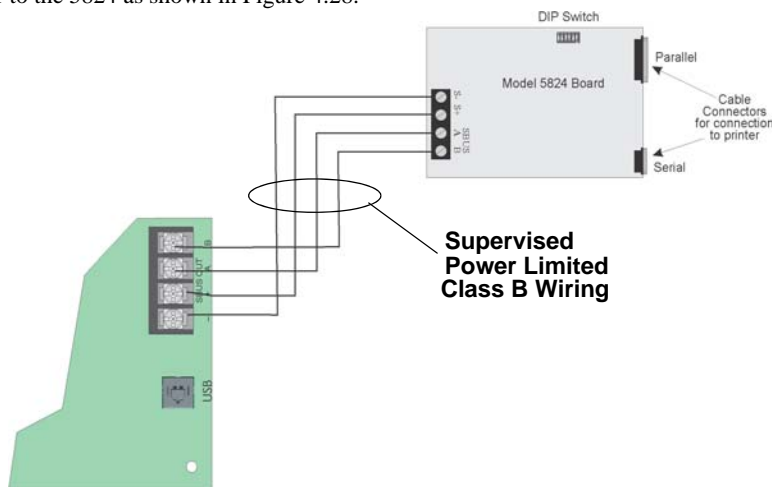 to the 5824 as shown in Figure 4.28.
DIP Switch
Parallel
Model 5824 Board
Cable
Connectors
for connection
to printer
S-
S+
A
B
SBUS
Serial
Supervised
Power Limited
Class B Wiring
B
A
+
–
SBUS OUT
USB